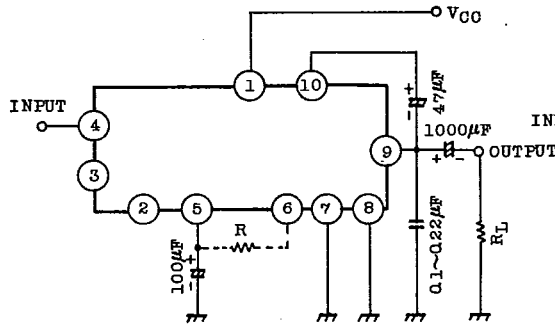 VCC
1
10
+
47μF
-
INPUT
4
1000μF
IN
9
+ -
OUTPUT
3
2
5
6
7
8
R
100μF
+
-
0.1~0.22μF
RL